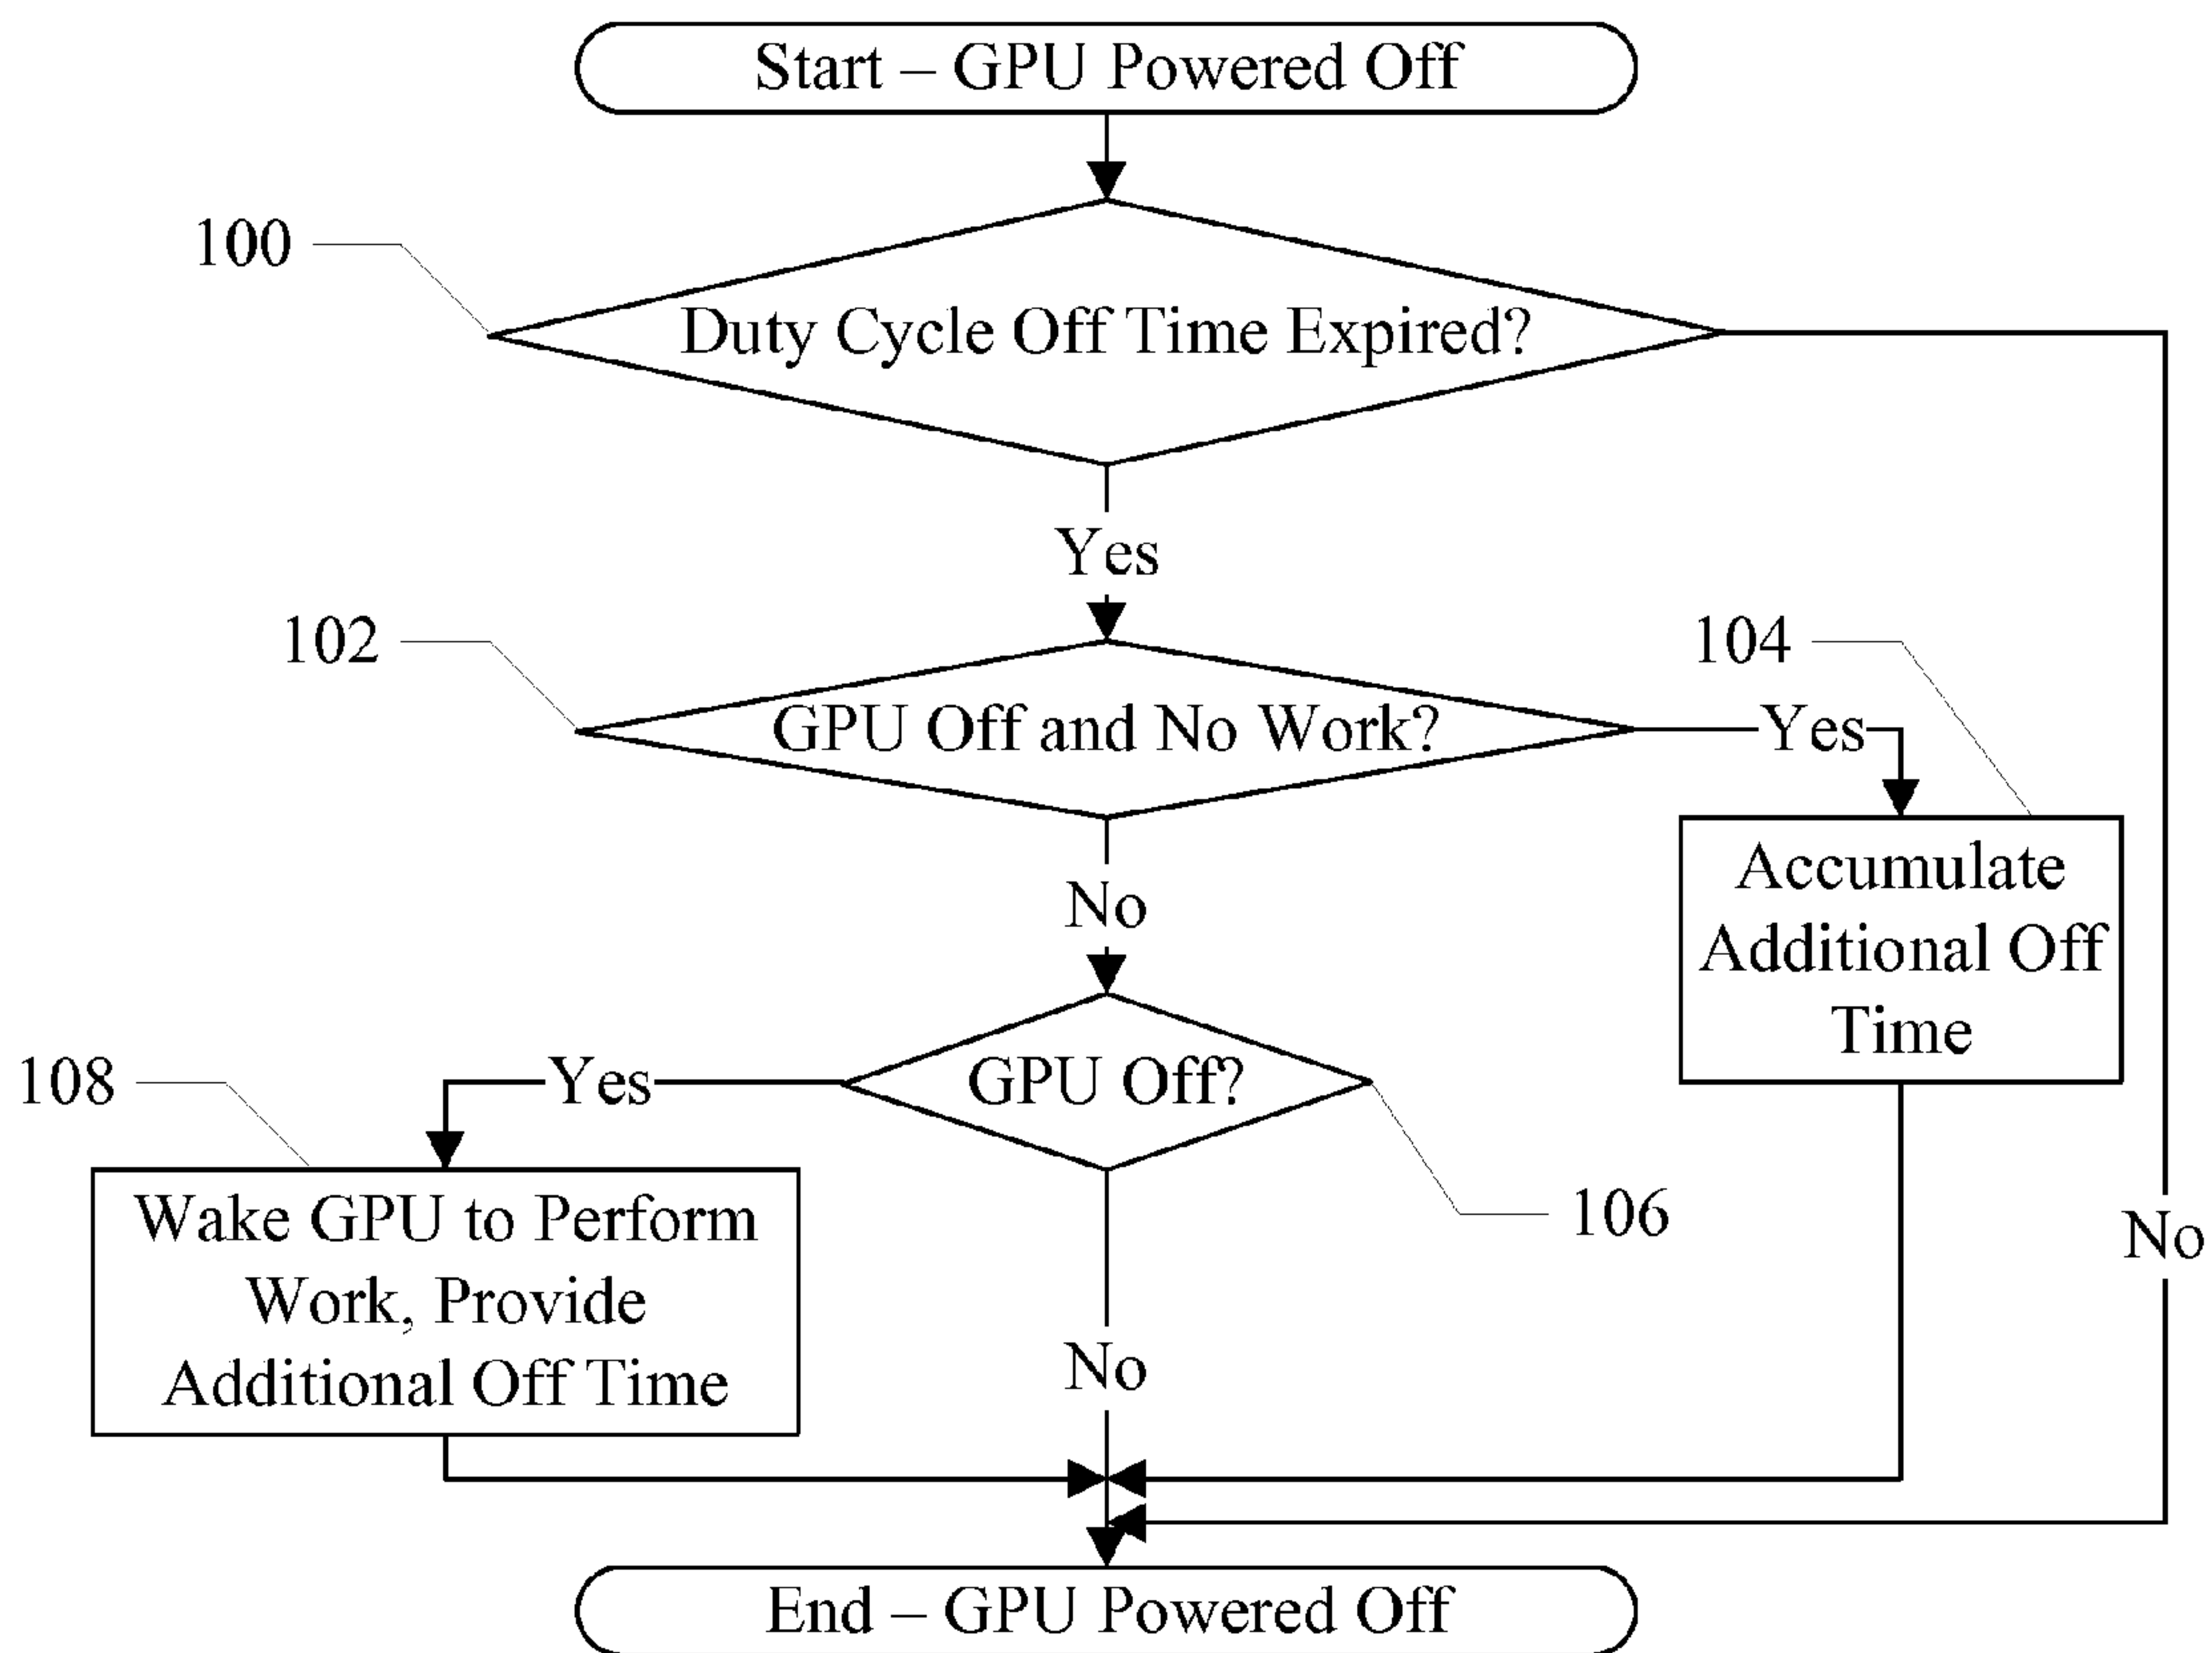 Start – GPU Powered Off
100
Duty Cycle Off Time Expired?
Yes
102
104
GPU Off and No Work?
Yes
Accumulate
Additional Off
Time
No
108
Yes
GPU Off?
106
Wake GPU to Perform
Work, Provide
Additional Off Time
No
No
End – GPU Powered Off